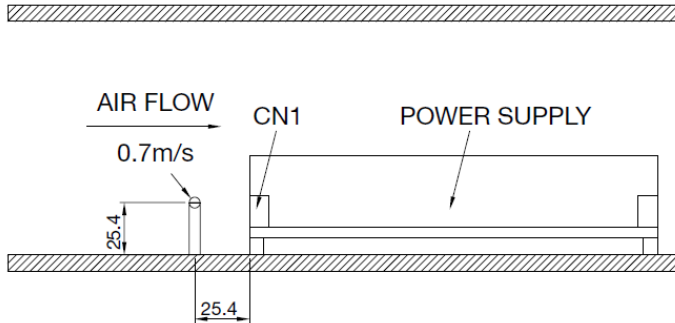 AIR FLOW
CN1
POWER SUPPLY
0.7m/s
25.4
25.4